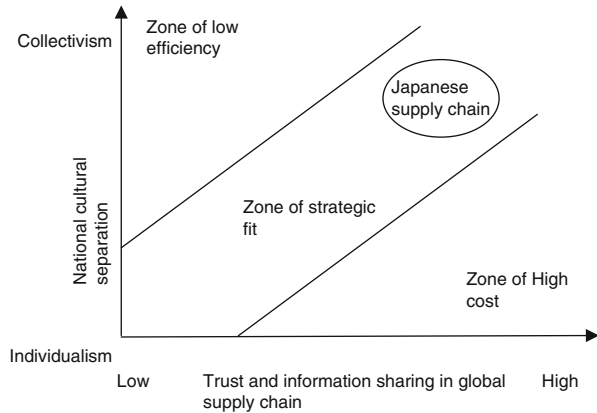 Collectivism
Zone of low
efficiency
Japanese
supply chain
National cultural
separation
Zone of strategic
fit
Zone of High
cost
Individualism
Low
Trust and information sharing in global
supply chain
High